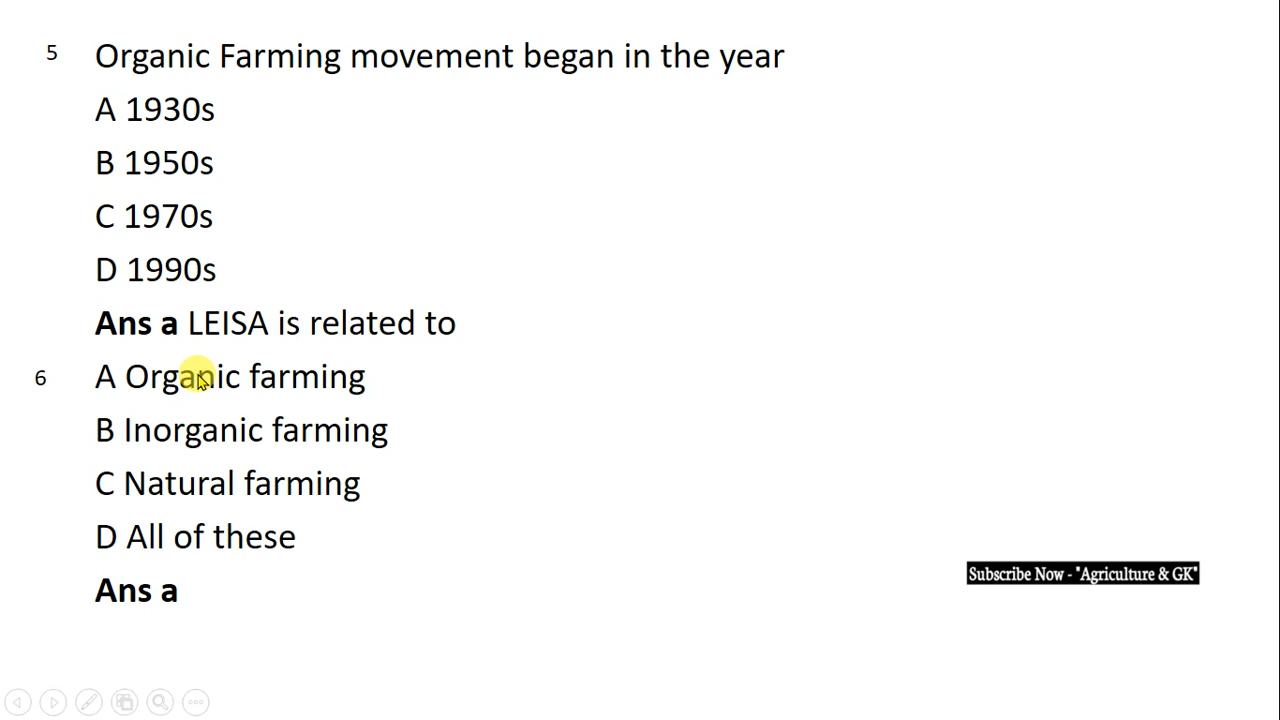 5 Organic Farming movement began in the year
A 1930s
B 1950s
C 1970s
D 1990s
Ans a LEISA is related to
6 A Organic farming
B Inorganic farming
C Natural farming
D All of these
Ans a
Subscribe Now - "Agriculture & GK"